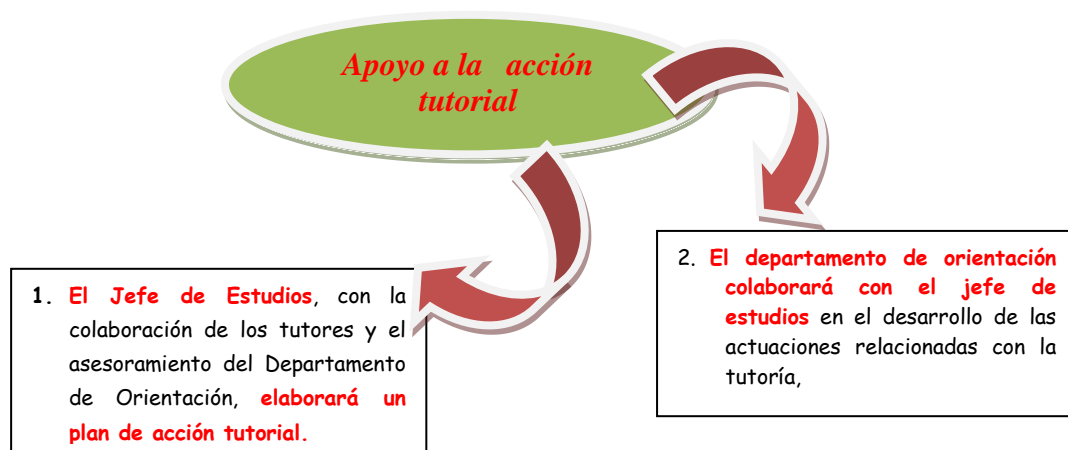 Apoyo a la acción
tutorial
1. El Jefe de Estudios, con la
colaboración de los tutores y el
asesoramiento del Departamento
de Orientación, elaborará un
plan de acción tutorial.
2. El departamento de orientación
colaborará con el jefe de
estudios en el desarrollo de las
actuaciones relacionadas con la
tutoría,